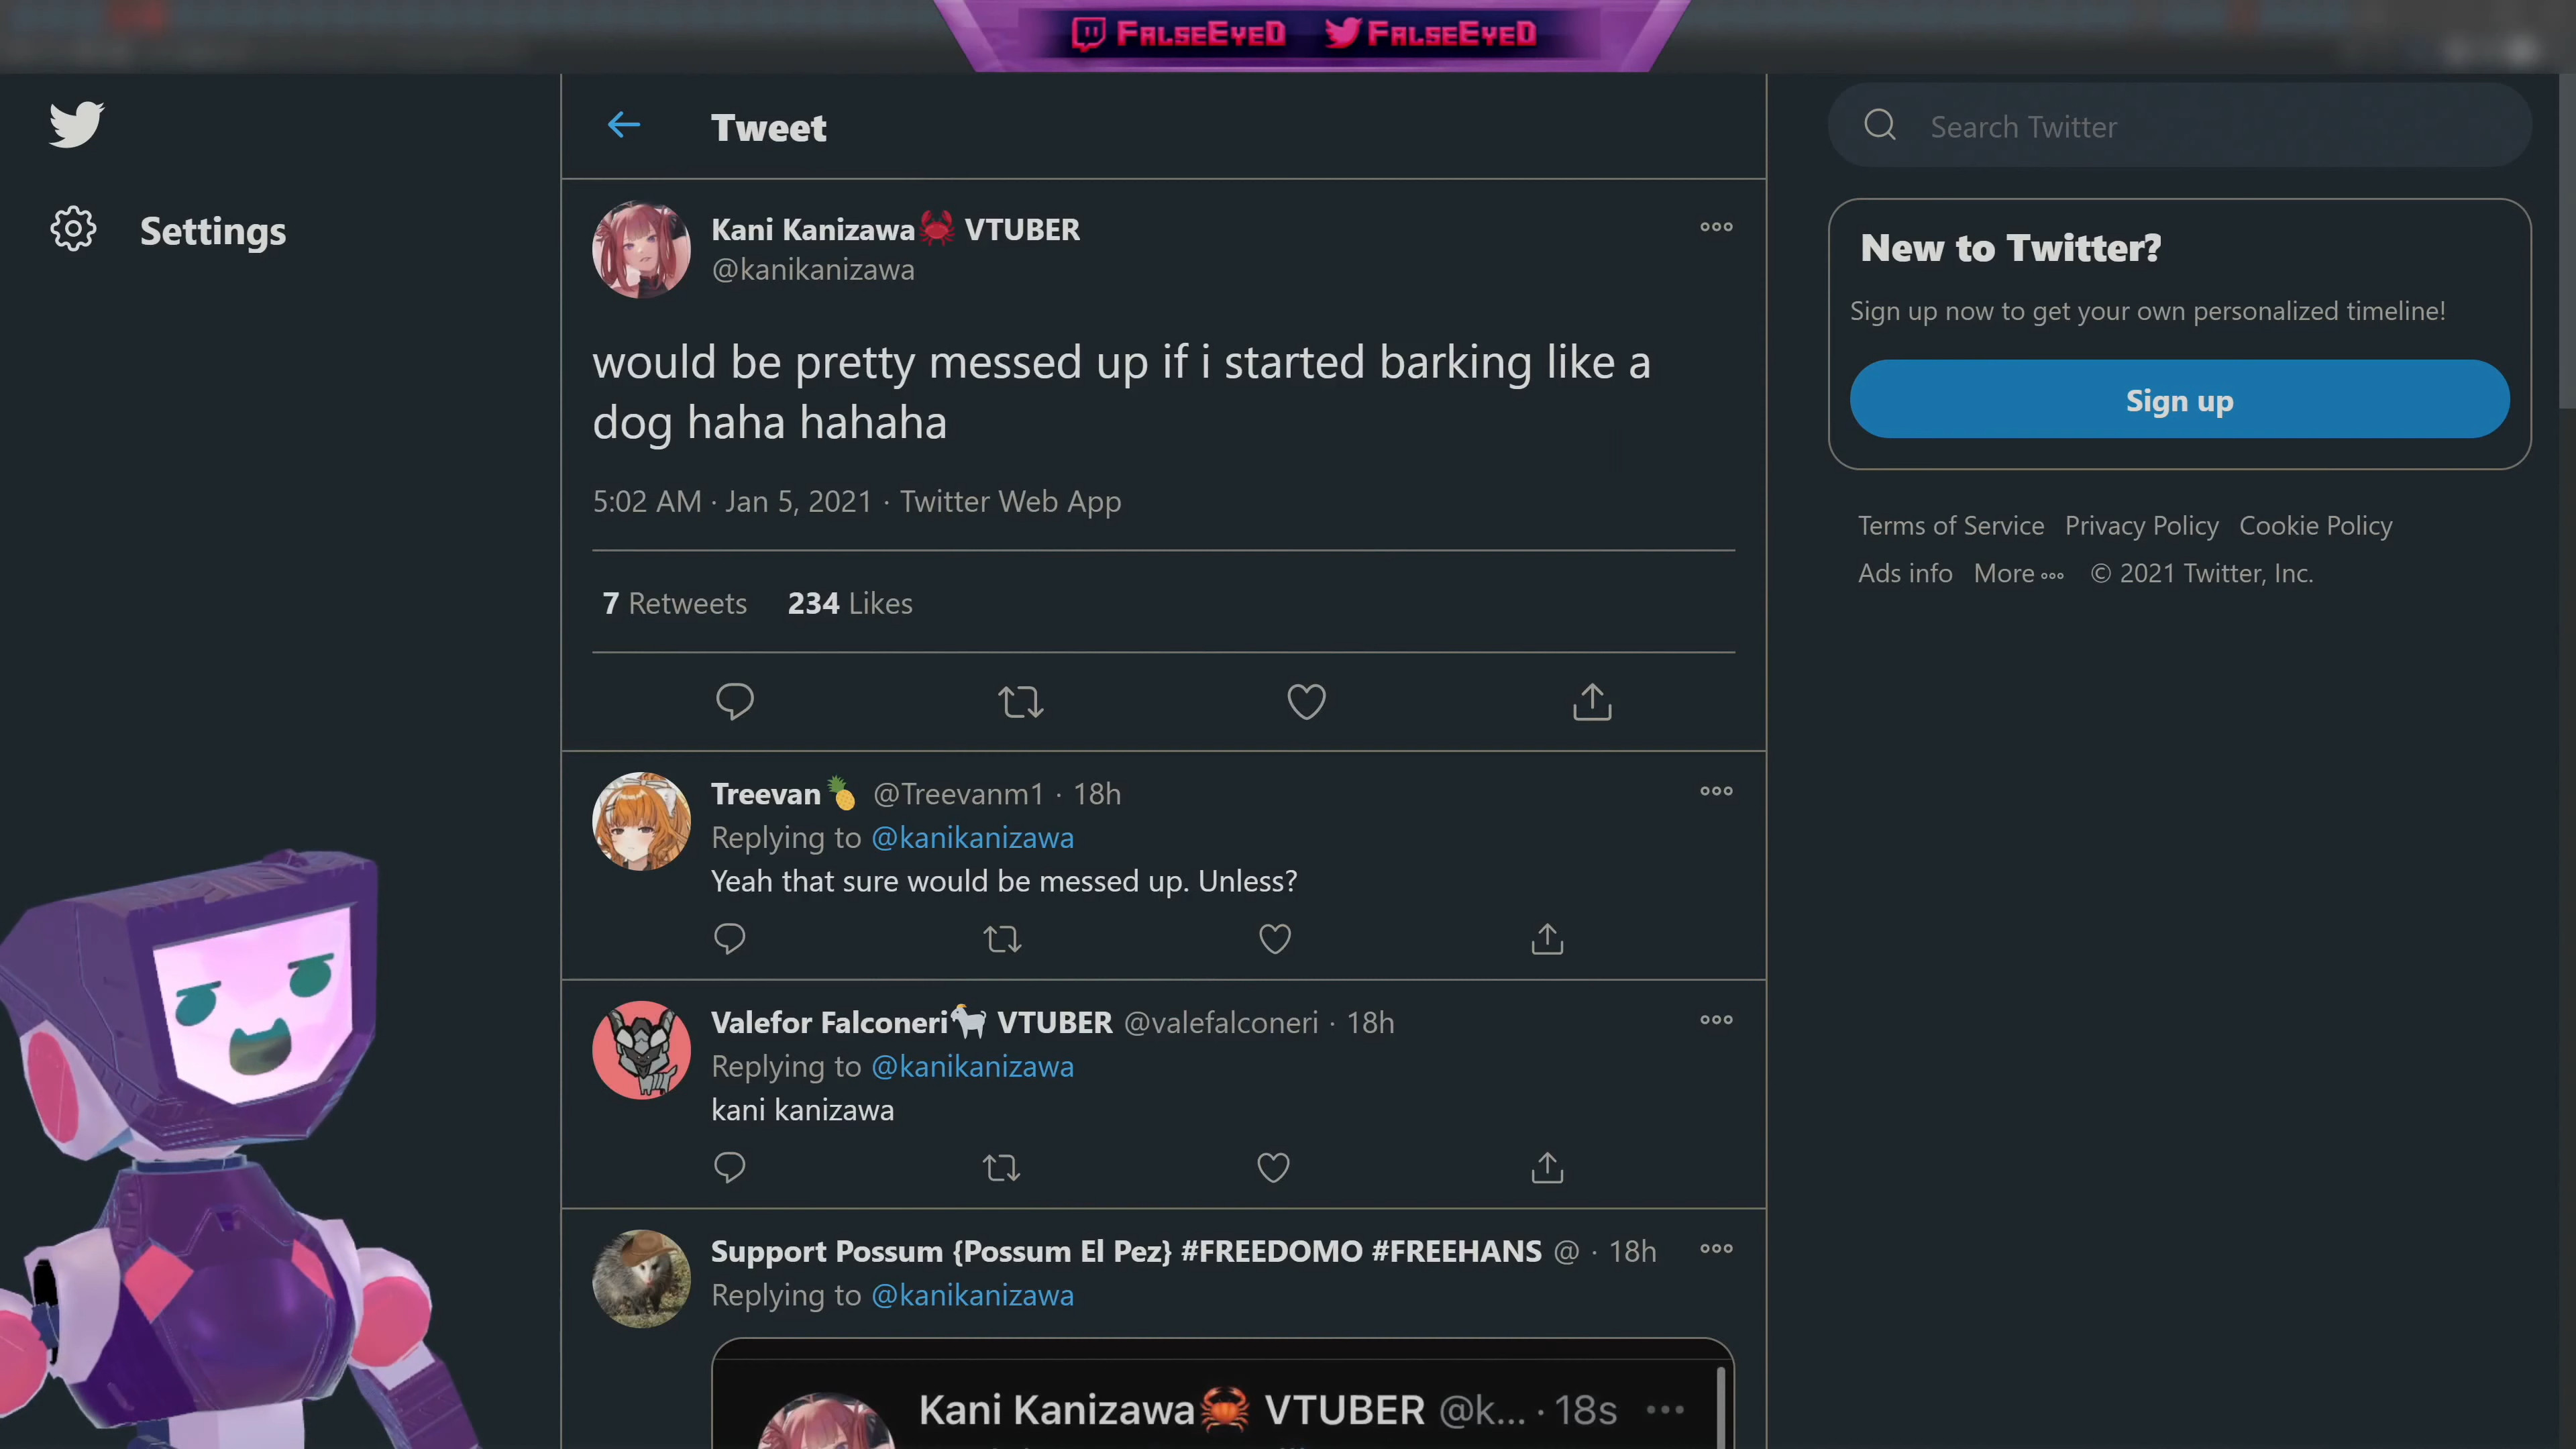 FalseEyeD FalseEyeD
Tweet
Search Twitter
Settings
Kani Kanizawa🦀 VTUBER
@kanikanizawa
would be pretty messed up if i started barking like a
dog haha hahaha
5:02 AM · Jan 5, 2021 · Twitter Web App
7 Retweets 234 Likes
Treevan🍍 @Treevanm1 · 18h
Replying to @kanikanizawa
Yeah that sure would be messed up. Unless?
Valefor Falconeri🐐 VTUBER @valefalconeri · 18h
Replying to @kanikanizawa
kani kanizawa
Support Possum {Possum El Pez} #FREEDOMO #FREEHANS @ · 18h
Replying to @kanikanizawa
Kani Kanizawa🦀 VTUBER @k... · 18s
New to Twitter?
Sign up now to get your own personalized timeline!
Sign up
Terms of Service Privacy Policy Cookie Policy
Ads info More © 2021 Twitter, Inc.